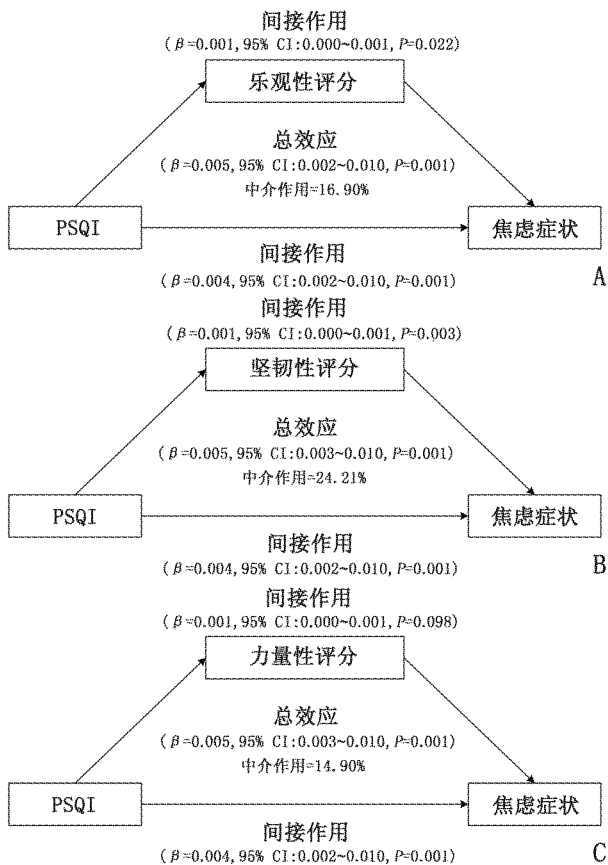 间接作用
(β=0.001,95% CI:0.000~0.001,P=0.022)
乐观性评分
总效应
(β=0.005,95% CI:0.002~0.010,P=0.001)
中介作用=16.90%
PSQI
焦虑症状
间接作用
(β=0.004,95% CI:0.002~0.010,P=0.001)
A
间接作用
(β=0.001,95% CI:0.000~0.001,P=0.003)
坚韧性评分
总效应
(β=0.005,95% CI:0.003~0.010,P=0.001)
中介作用=24.21%
PSQI
焦虑症状
间接作用
(β=0.004,95% CI:0.002~0.010,P=0.001)
B
间接作用
(β=0.001,95% CI:0.000~0.001,P=0.098)
力量性评分
总效应
(β=0.005,95% CI:0.003~0.010,P=0.001)
中介作用=14.90%
PSQI
焦虑症状
间接作用
(β=0.004,95% CI:0.002~0.010,P=0.001)
C